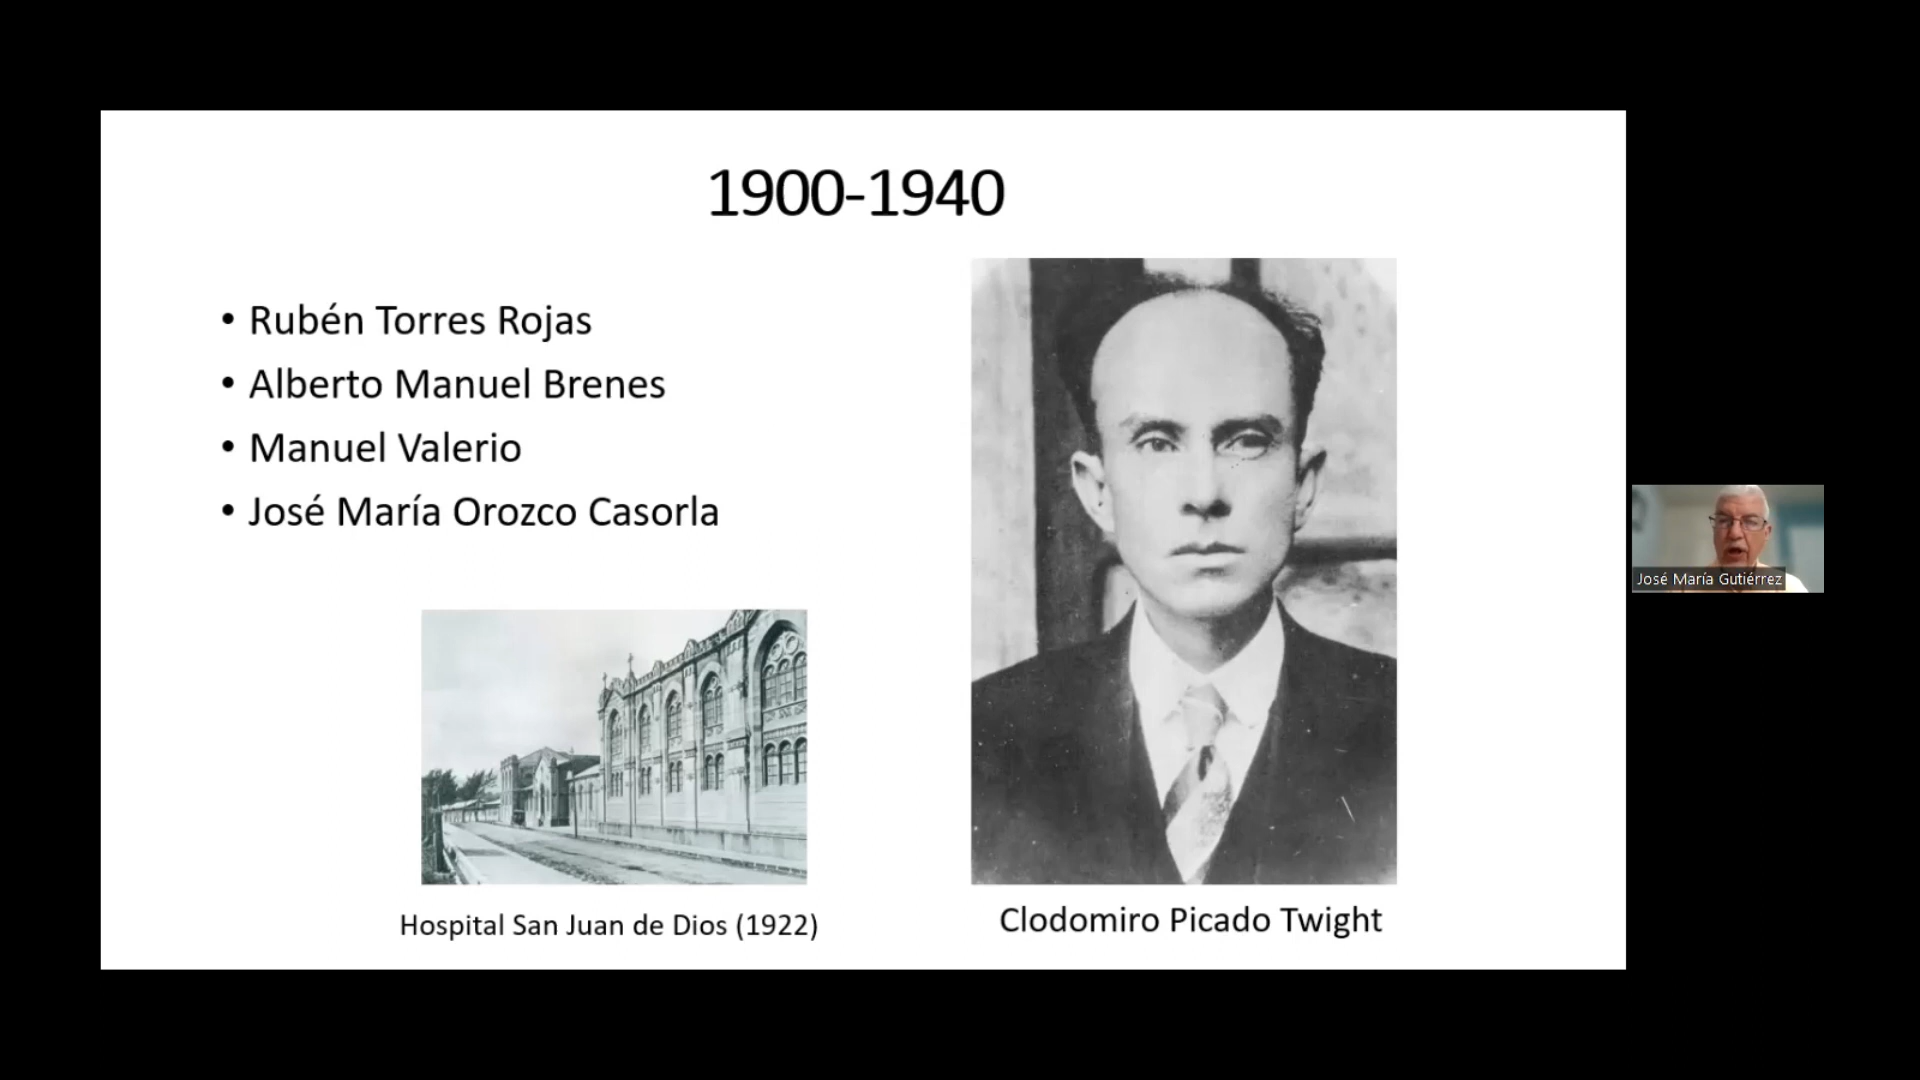 1900-1940
• Rubén Torres Rojas
• Alberto Manuel Brenes
• Manuel Valerio
• José María Orozco Casorla
Hospital San Juan de Dios (1922)
Clodomiro Picado Twight
José María Gutiérrez